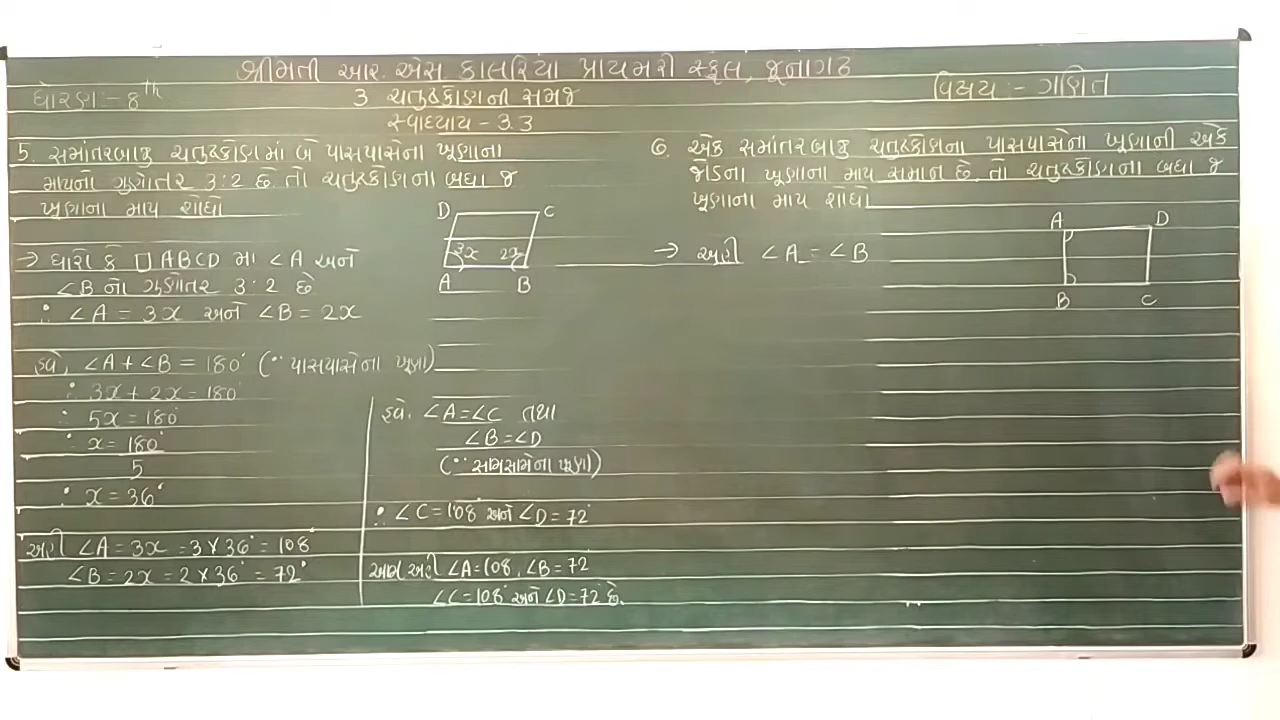 શ્રીમતી આર. એસ. કાલરિયા પ્રાયમરી સ્કૂલ, જૂનાગઢ
ધોરણ :- 8th
3 ચતુષ્કોણની સમજ
વિષય :- ગણિત
સ્વાધ્યાય - 3.3
5. સમાંતરબાજુ ચતુષ્કોણમાં બે પાસપાસેના ખૂણાના
માપનો ગુણોત્તર 3:2 છે તો ચતુષ્કોણના બધા જ
ખૂણાના માપ શોધો
D C
3x 2x
A B
→ ધારો કે □ABCD માં ∠A અને
∠B નો ગુણોતર 3:2 છે
∴ ∠A = 3x અને ∠B = 2x
હવે, ∠A + ∠B = 180° (∵ પાસપાસેના ખૂણા)
∴ 3x + 2x = 180°
∴ 5x = 180°
∴ x = 180°
5
∴ x = 36°
અહી ∠A = 3x = 3 × 36° = 108°
∠B = 2x = 2 × 36° = 72°
હવે. ∠A = ∠C તથા
∠B = ∠D
(∵ સામસામેના ખૂણા)
∴ ∠C = 108° અને ∠D = 72°
આમ અહી ∠A = 108, ∠B = 72
∠C = 108° અને ∠D = 72° છે.
6. એક સમાંતરબાજુ ચતુષ્કોણના પાસપાસેના ખૂણાની એક
જોડના ખૂણાના માપ સમાન છે. તો ચતુષ્કોણના બધા જ
ખૂણાના માપ શોધો
→ અહી ∠A = ∠B
A D
B C